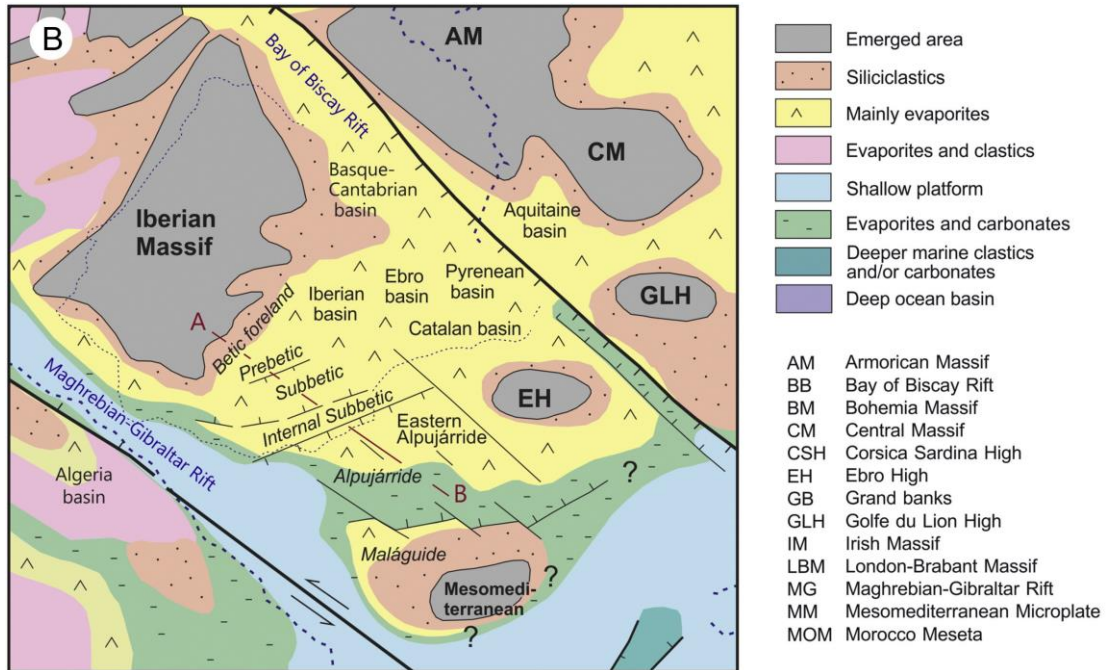 B
AM
Bay of Biscay Rift
CM
Basque-
Cantabrian
basin
Aquitaine
basin
Iberian
Massif
Ebro
basin
Pyrenean
basin
Iberian
basin
GLH
Catalan basin
A
Betic foreland
Prebetic
Subbetic
Internal Subbetic
EH
Eastern
Alpujárride
Maghrebian-Gibraltar Rift
Algeria
basin
Alpujárride
B
?
Maláguide
?
Mesomedi-
terranean
?
Emerged area
Siliciclastics
Mainly evaporites
Evaporites and clastics
Shallow platform
Evaporites and carbonates
Deeper marine clastics
and/or carbonates
Deep ocean basin
AM Armorican Massif
BB Bay of Biscay Rift
BM Bohemia Massif
CM Central Massif
CSH Corsica Sardina High
EH Ebro High
GB Grand banks
GLH Golfe du Lion High
IM Irish Massif
LBM London-Brabant Massif
MG Maghrebian-Gibraltar Rift
MM Mesomediterranean Microplate
MOM Morocco Meseta